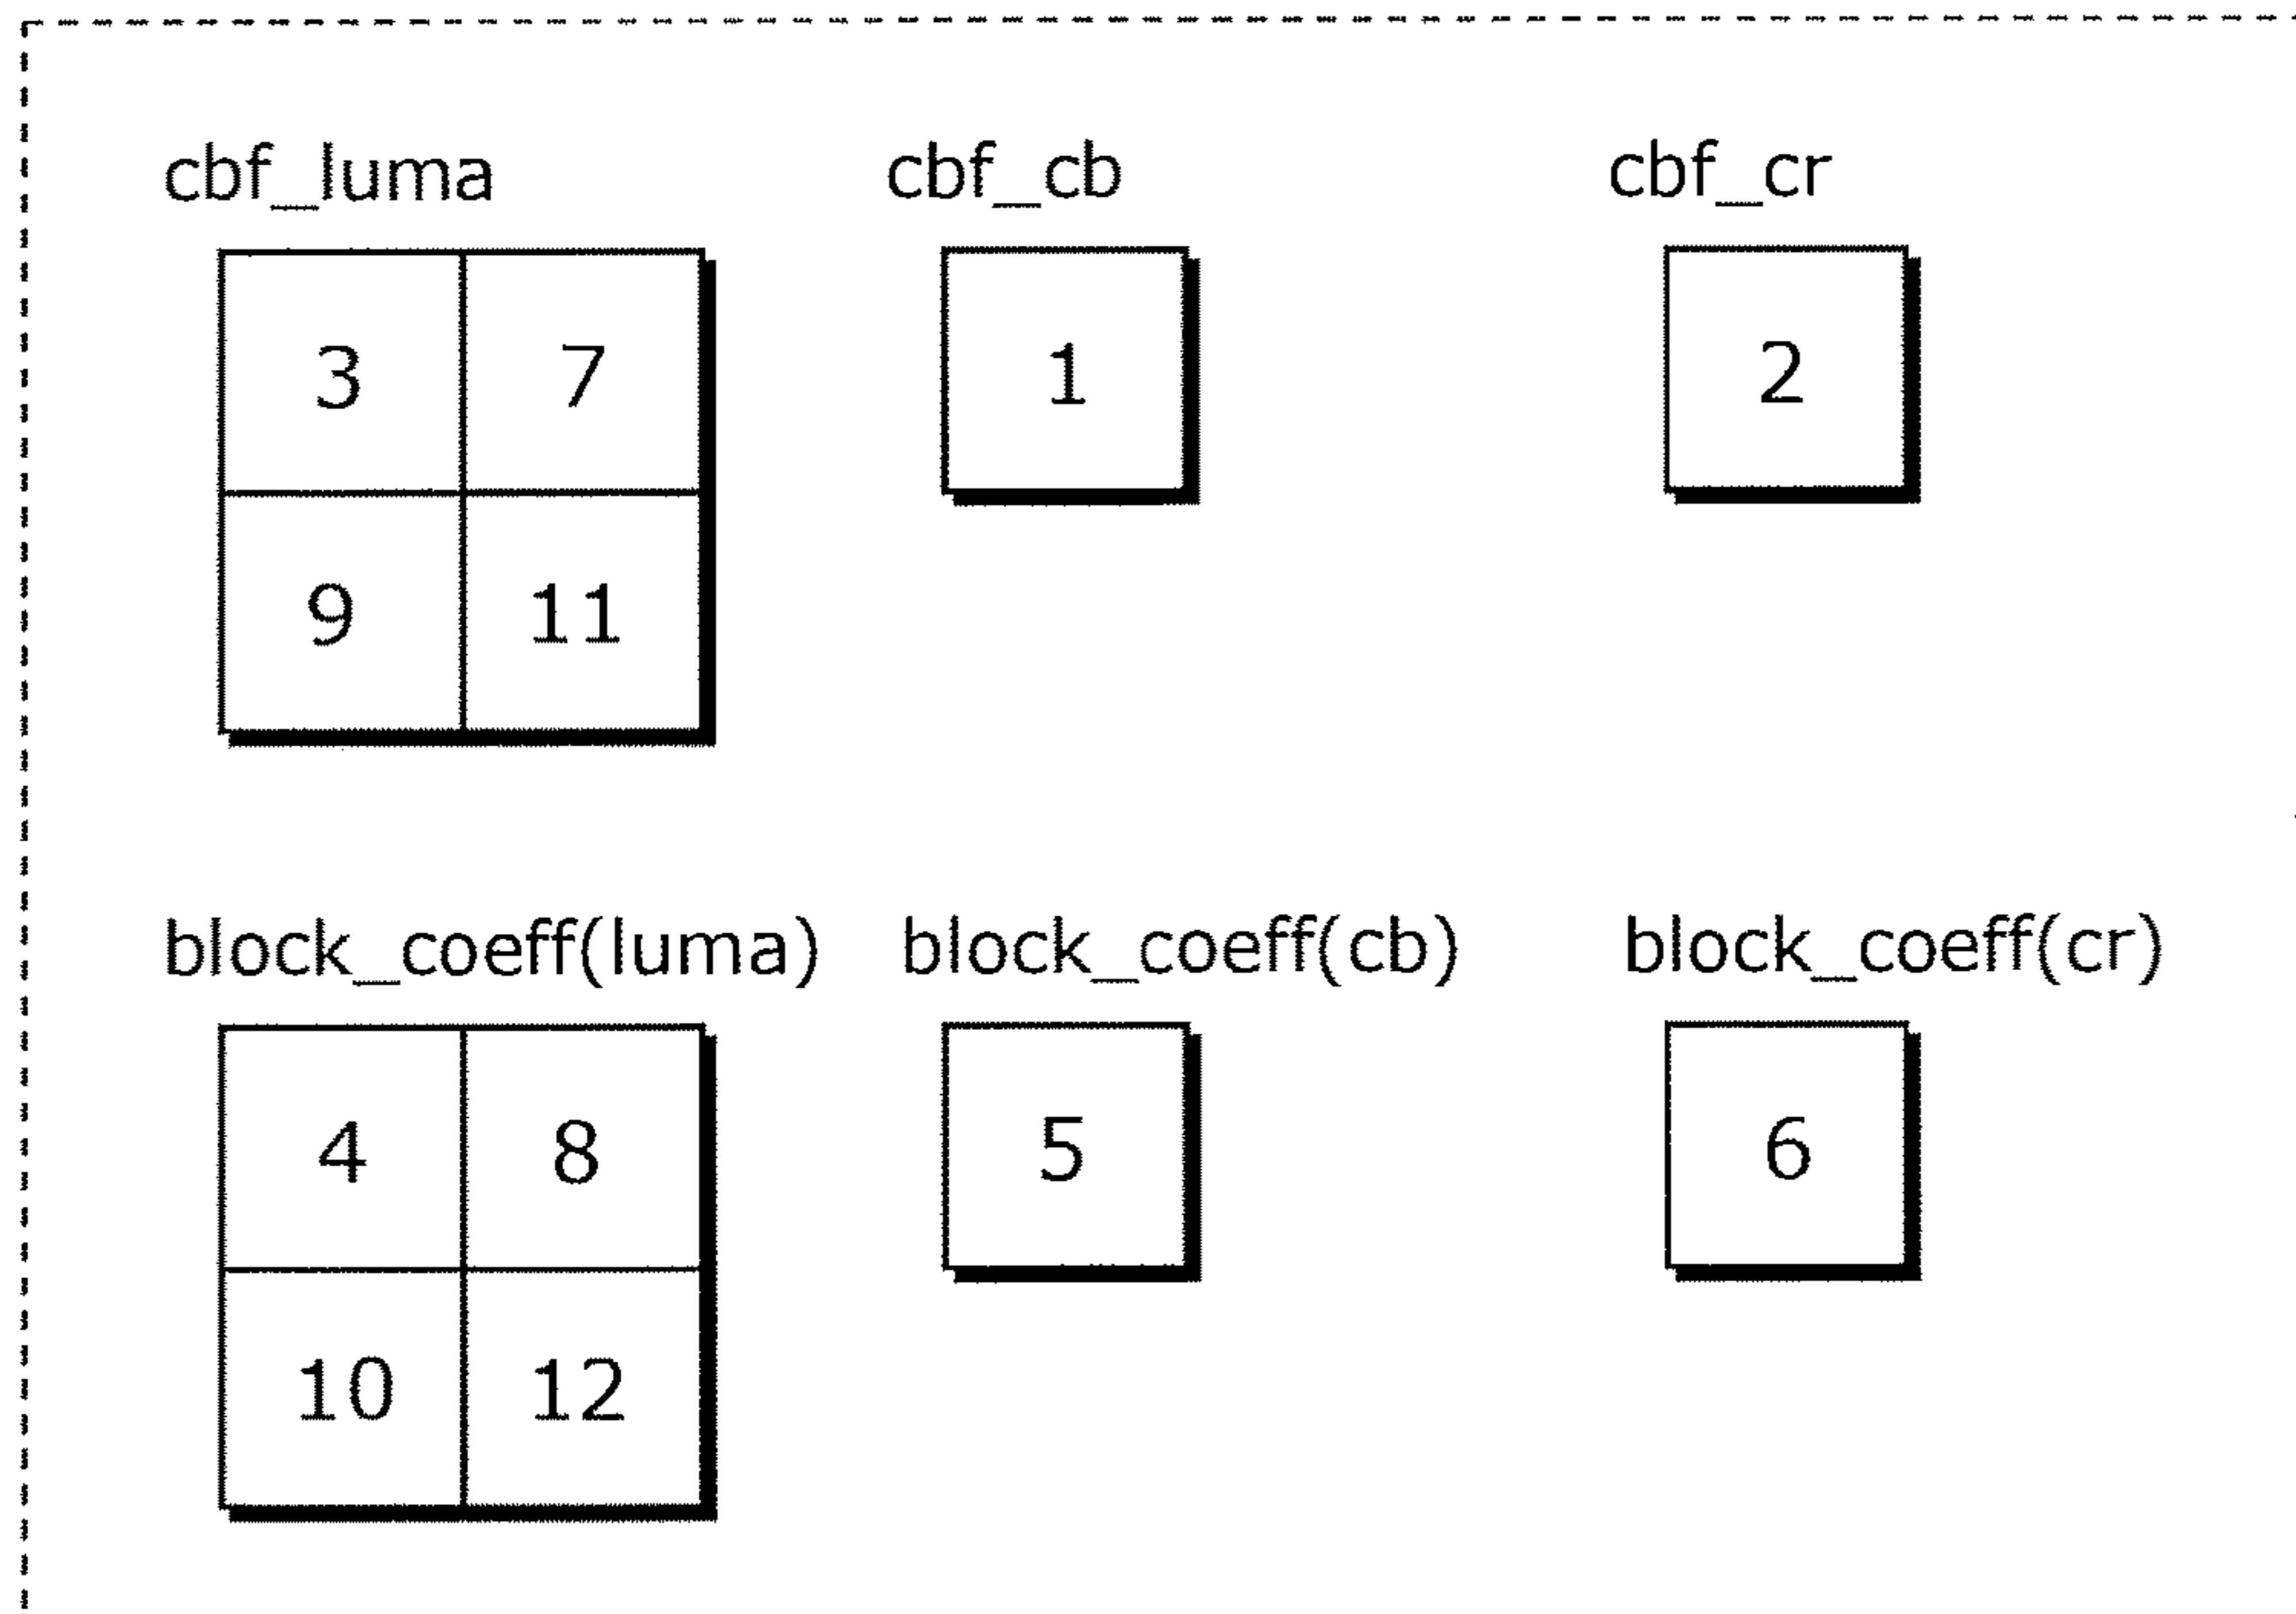 cbf_luma cbf_cb cbf_cr
3 7 1 2
9 11
block_coeff(luma) block_coeff(cb) block_coeff(cr)
4 8 5 6
10 12